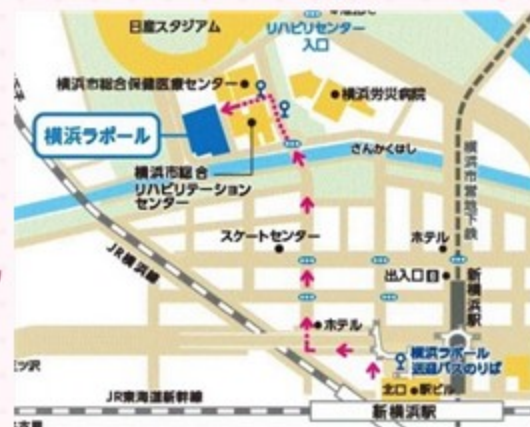 日産スタジアム
リハビリセンター
入口
横浜市総合保健医療センター
横浜労災病院
横浜ラポール
さんかくはし
横浜市総合
リハビリテーション
センター
横浜市営地下鉄
スケートセンター
ホテル
JR横浜線
出入口8
新横浜駅
ホテル
横浜ラポール
送迎バスのりば
北口
駅ビル
JR東海道新幹線
新横浜駅